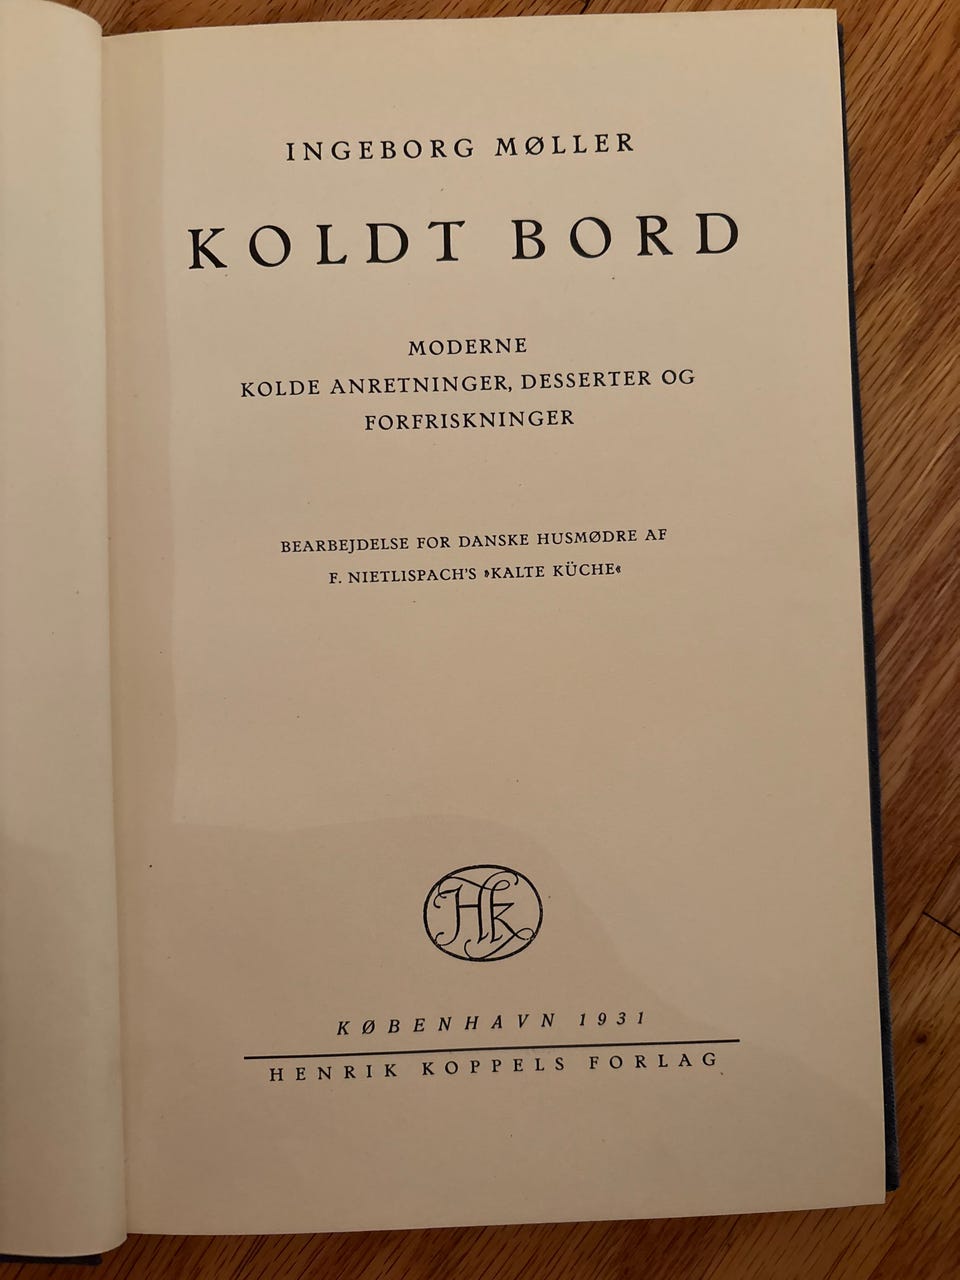 INGEBORG MØLLER
KOLDT BORD
MODERNE
KOLDE ANRETNINGER, DESSERTER OG
FORFRISKNINGER
BEARBEJDELSE FOR DANSKE HUSMØDRE AF
F. NIETLISPACH'S »KALTE KÜCHE«
Hk
KØBENHAVN 1931
HENRIK KOPPELS FORLAG